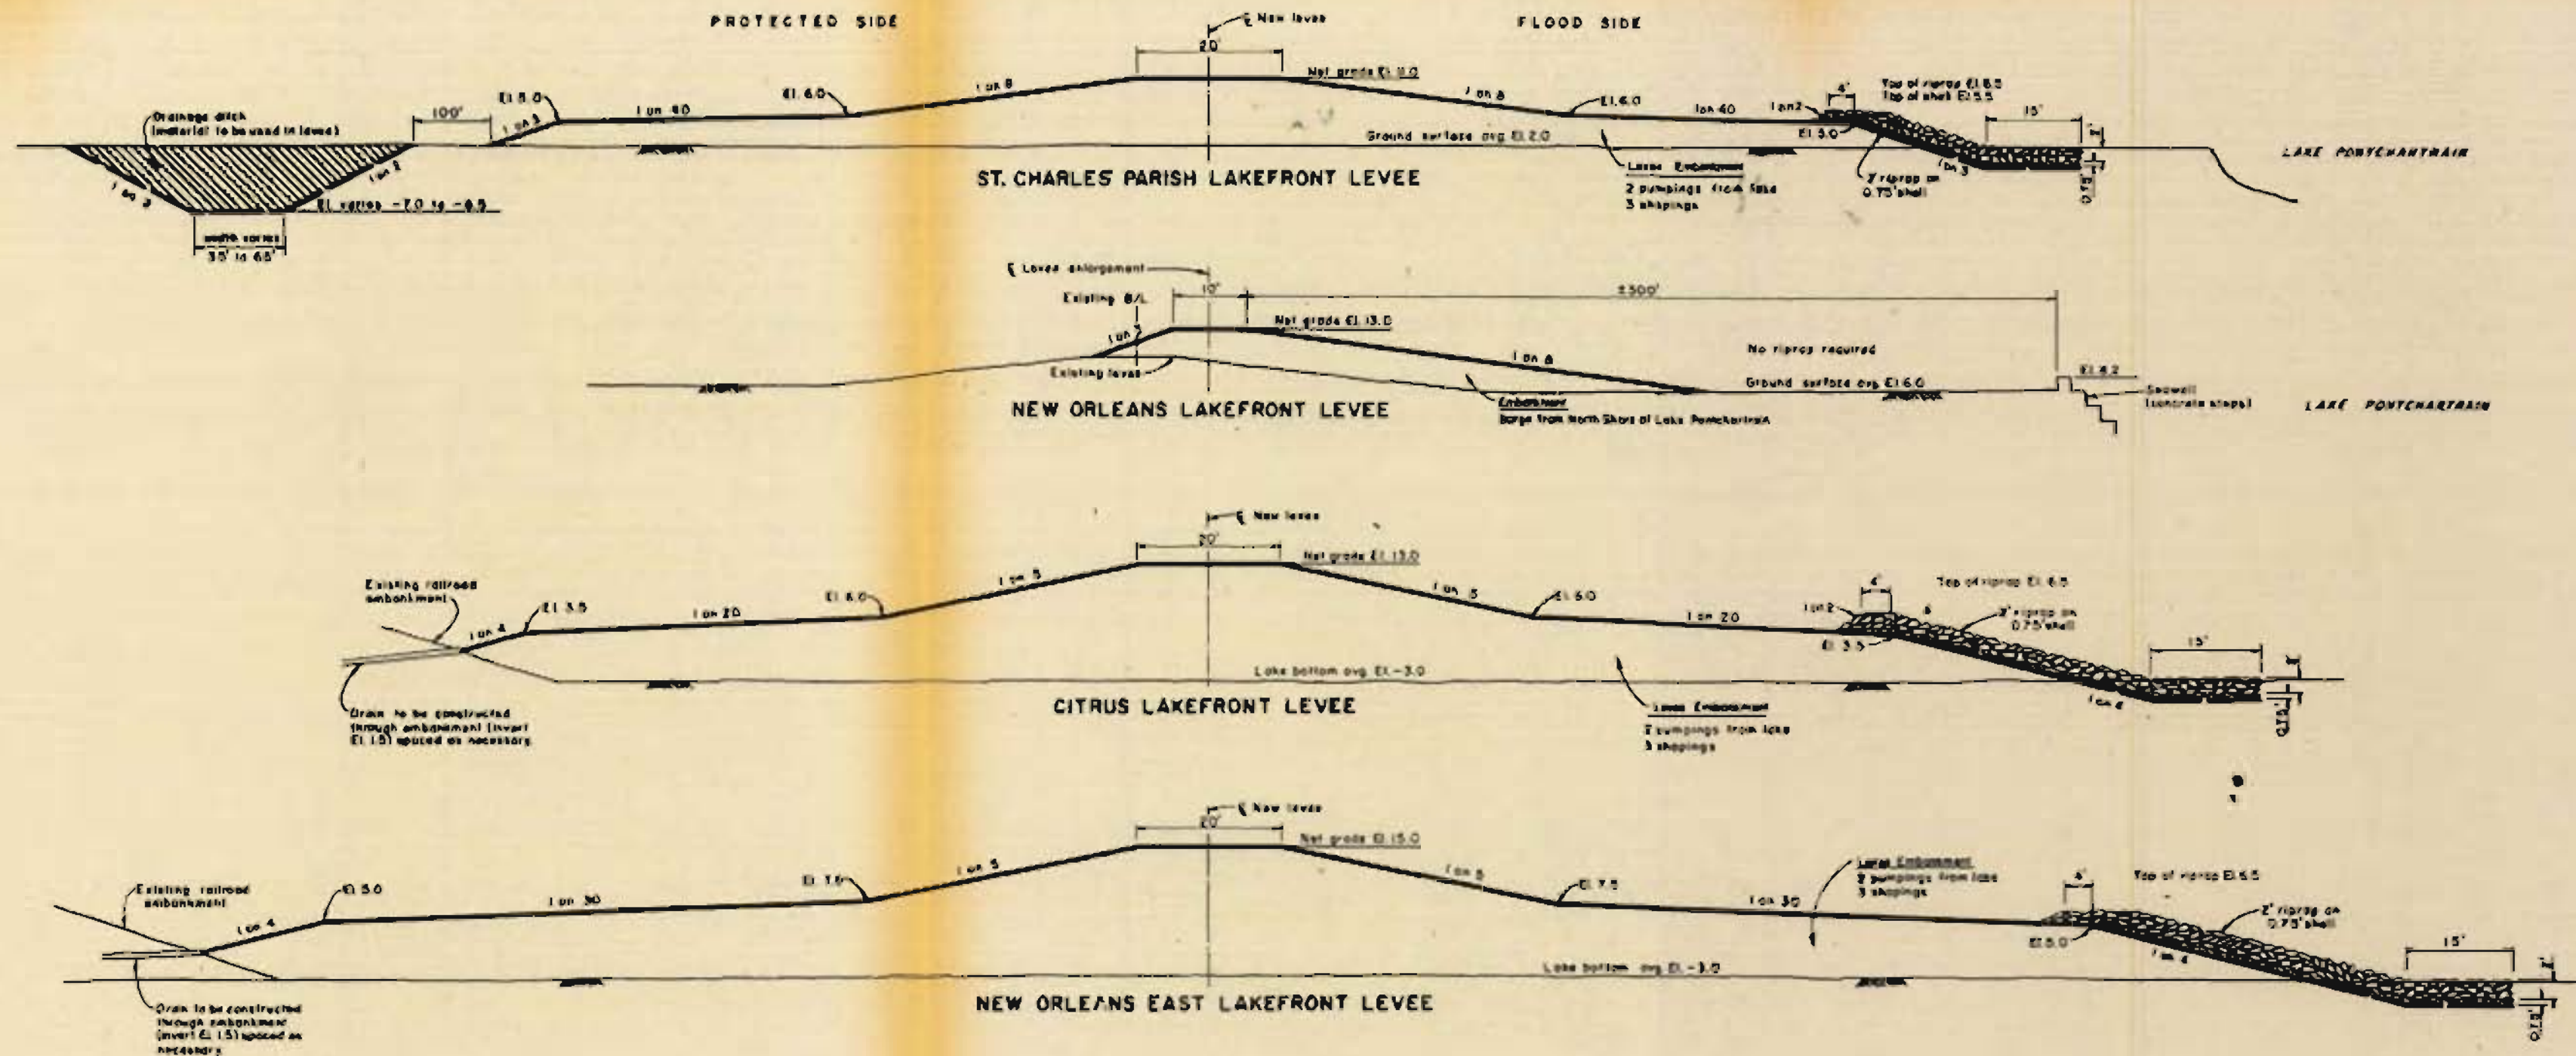 PROTECTED SIDE
FLOOD SIDE
℄ New levee
20'
Net grade El. 11.0
El. 5.0
1 on 40
El. 6.0
1 on 8
1 on 8
El. 6.0
1 on 40
1 on 2
4'
Top of riprap El. 6.5
Top of shell El. 5.5
15'
2'
Drainage ditch
(material to be used in levee)
100'
1 on 3
Ground surface avg. El. 2.0
El. 5.0
LAKE PONTCHARTRAIN
ST. CHARLES PARISH LAKEFRONT LEVEE
Levee Embankment
2 pumpings from lake
3 shapings
2' riprap on
0.75' shell
1 on 3
0.75'
1 on 2
El. varies -7.0 to -8.5
width varies
35' to 65'
℄ Levee enlargement
Existing B/L
10'
±300'
Net grade El. 13.0
1 on 3
1 on 8
No riprap required
Existing levee
Ground surface avg. El. 6.0
Seawall
(concrete steps)
LAKE PONTCHARTRAIN
NEW ORLEANS LAKEFRONT LEVEE
Embankment
Barge from North Shore of Lake Pontchartrain
℄ New levee
20'
Net grade El. 13.0
Existing railroad
embankment
1 on 4
El. 3.5
1 on 20
El. 6.0
1 on 5
1 on 5
El. 6.0
1 on 20
1 on 2
4'
Top of riprap El. 6.5
2' riprap on
0.75' shell
El. 3.5
15'
2'
Lake bottom avg. El. -3.0
CITRUS LAKEFRONT LEVEE
1 on 4
0.75'
Drain to be constructed
through embankment (invert
El. 1.5) spaced as necessary
Levee Embankment
2 pumpings from lake
3 shapings
℄ New levee
20'
Net grade El. 15.0
Existing railroad
embankment
1 on 4
El. 5.0
1 on 30
El. 7.5
1 on 5
1 on 5
El. 7.5
1 on 30
Levee Embankment
2 pumpings from lake
3 shapings
4'
Top of riprap El. 6.5
2' riprap on
0.75' shell
El. 5.0
1 on 4
15'
2'
Lake bottom avg. El. -3.0
NEW ORLEANS EAST LAKEFRONT LEVEE
0.75'
Drain to be constructed
through embankment
(invert El. 1.5) spaced as
necessary